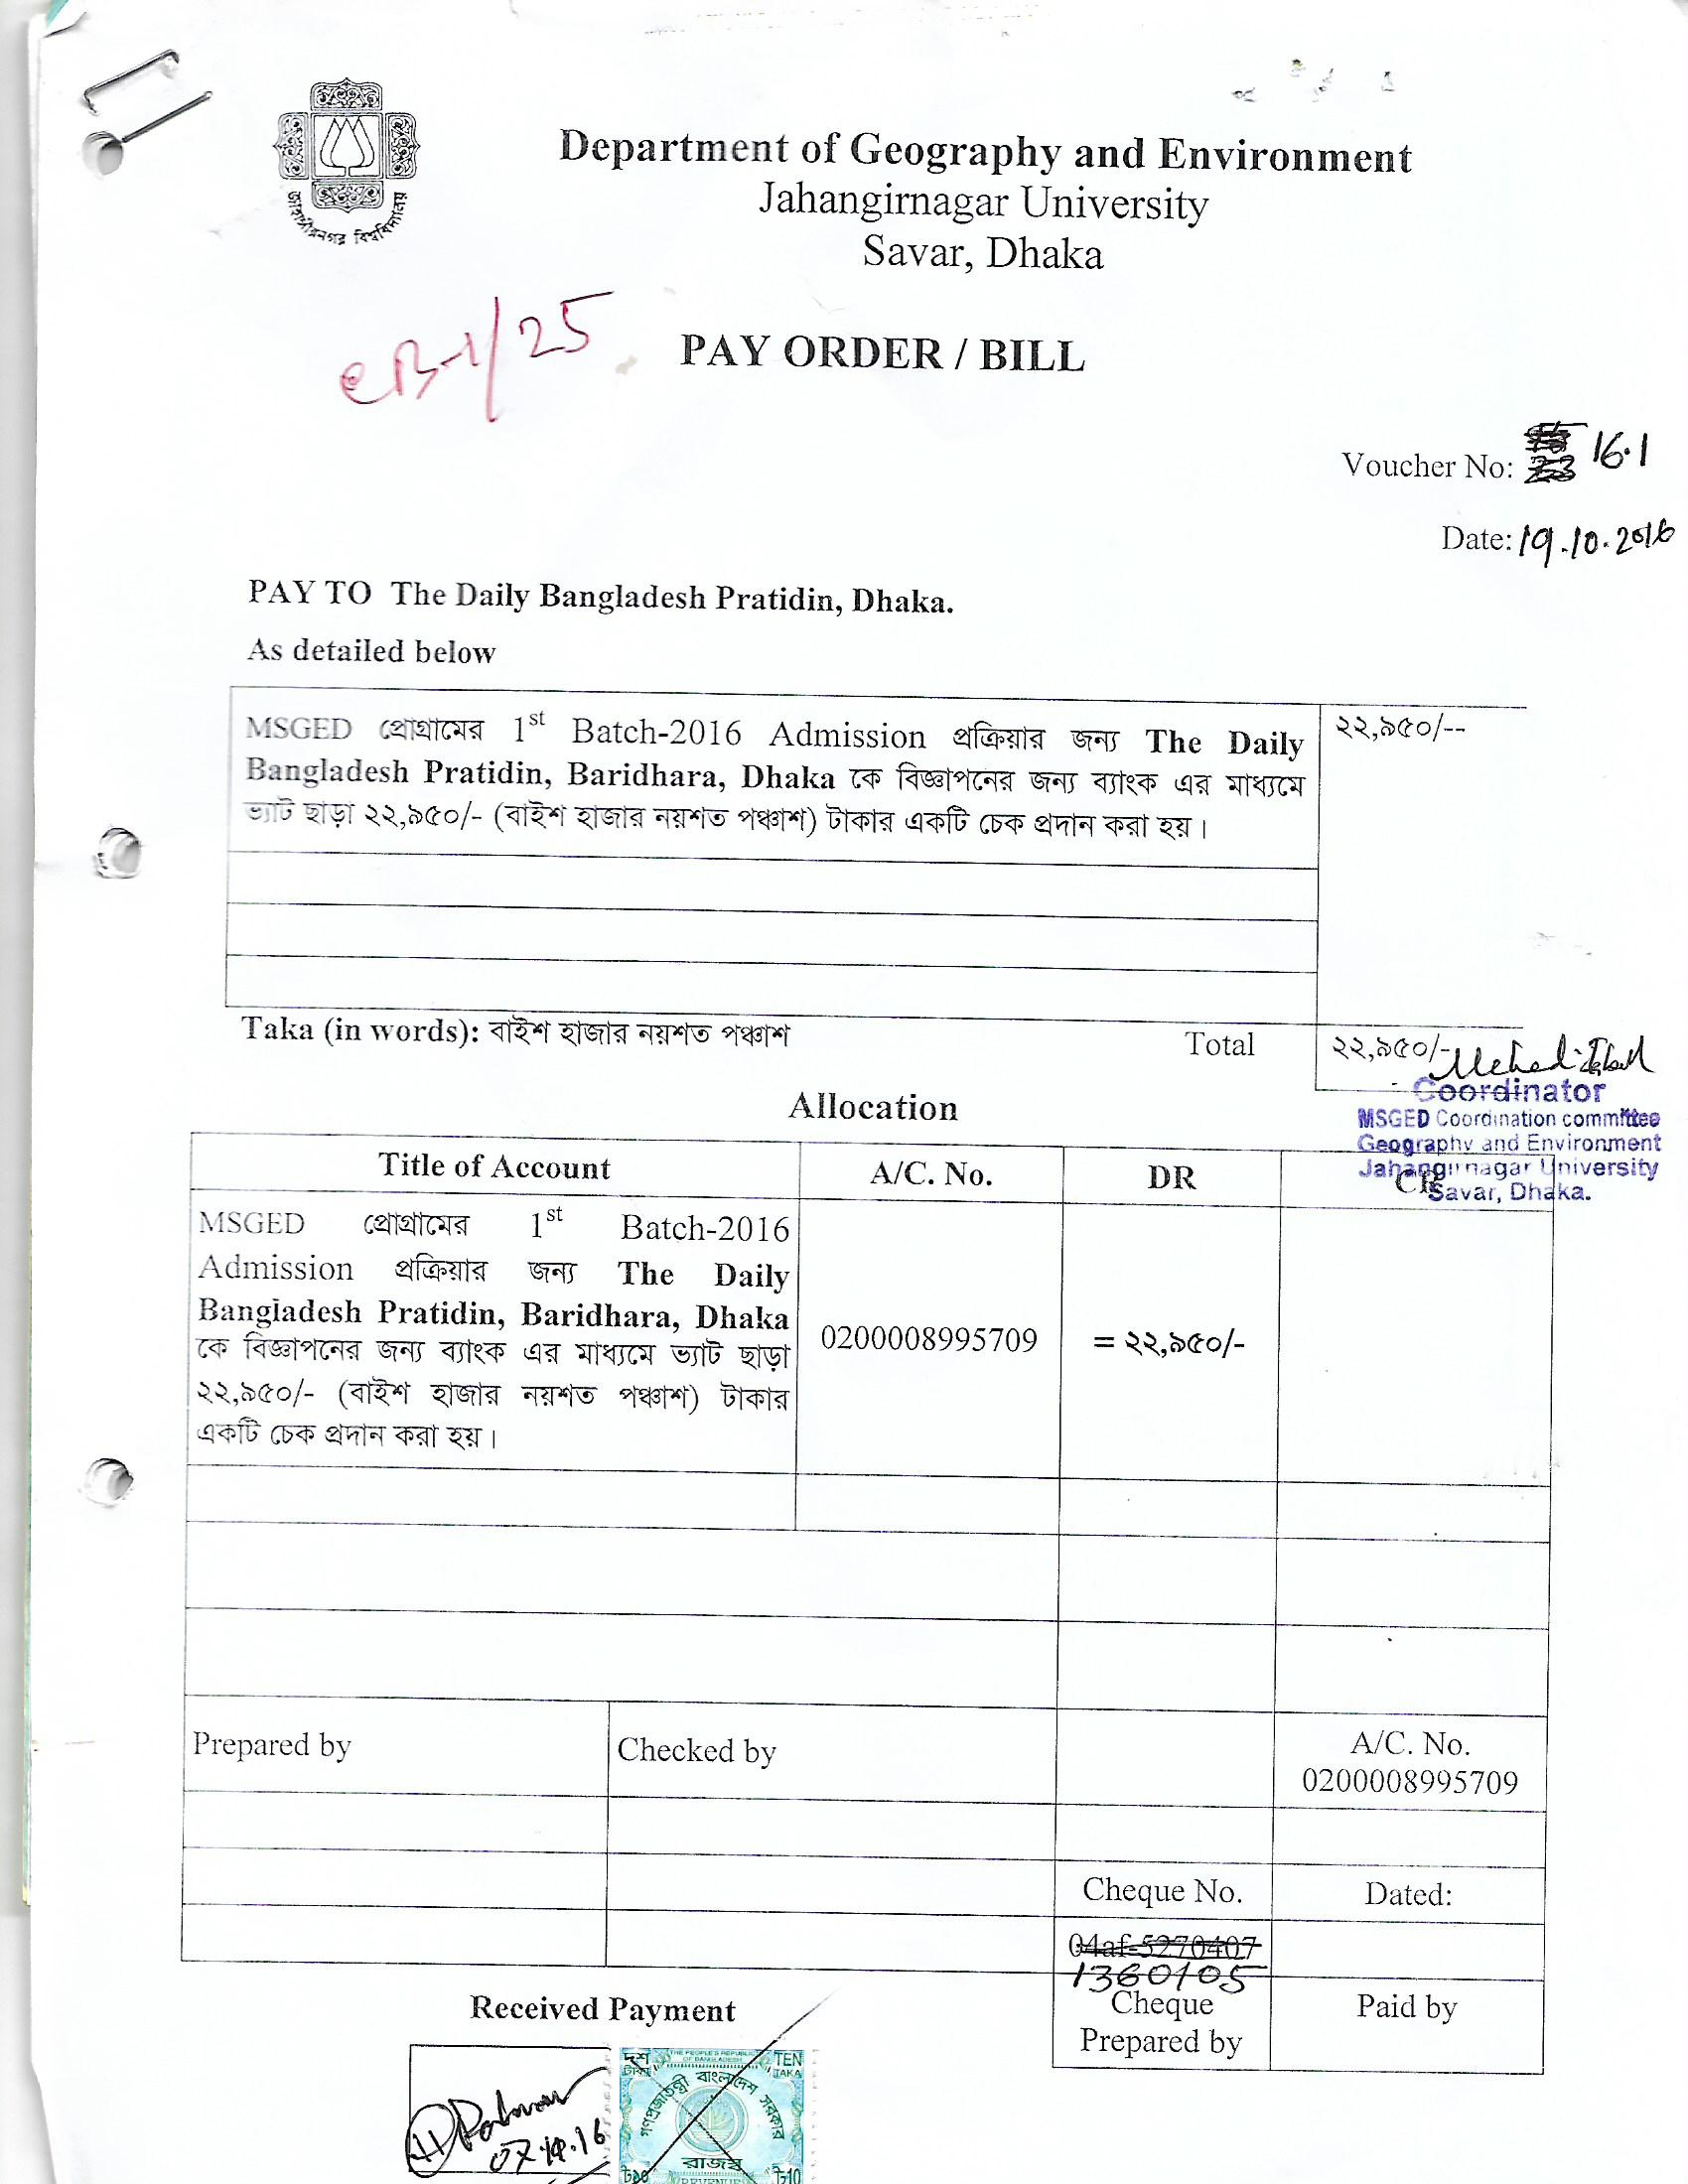 জাহাঙ্গীরনগর বিশ্ববিদ্যালয়
Department of Geography and Environment
Jahangirnagar University
Savar, Dhaka
CB-1/25
PAY ORDER / BILL
Voucher No: 16.1
Date: 19.10.2016
PAY TO The Daily Bangladesh Pratidin, Dhaka.
As detailed below
MSGED প্রোগ্রামের 1st Batch-2016 Admission প্রক্রিয়ার জন্য The Daily
Bangladesh Pratidin, Baridhara, Dhaka কে বিজ্ঞাপনের জন্য ব্যাংক এর মাধ্যমে
ভ্যাট ছাড়া ২২,৯৫০/- (বাইশ হাজার নয়শত পঞ্চাশ) টাকার একটি চেক প্রদান করা হয়।
২২,৯৫০/--
Taka (in words): বাইশ হাজার নয়শত পঞ্চাশ Total ২২,৯৫০/-
Coordinator
MSGED Coordination committee
Geography and Environment
Jahangirnagar University
Savar, Dhaka.
Allocation
Title of Account A/C. No. DR CR
MSGED প্রোগ্রামের 1st Batch-2016
Admission প্রক্রিয়ার জন্য The Daily
Bangladesh Pratidin, Baridhara, Dhaka
কে বিজ্ঞাপনের জন্য ব্যাংক এর মাধ্যমে ভ্যাট ছাড়া
২২,৯৫০/- (বাইশ হাজার নয়শত পঞ্চাশ) টাকার
একটি চেক প্রদান করা হয়।
0200008995709 = ২২,৯৫০/-
Prepared by Checked by A/C. No.
0200008995709
Cheque No. Dated:
04af-5270407
1360105
Cheque Paid by
Prepared by
Received Payment
দশ টাকা THE PEOPLE'S REPUBLIC OF BANGLADESH TEN TAKA
গণপ্রজাতন্ত্রী বাংলাদেশ সরকার
রাজস্ব
৳১০ REVENUE ৳10